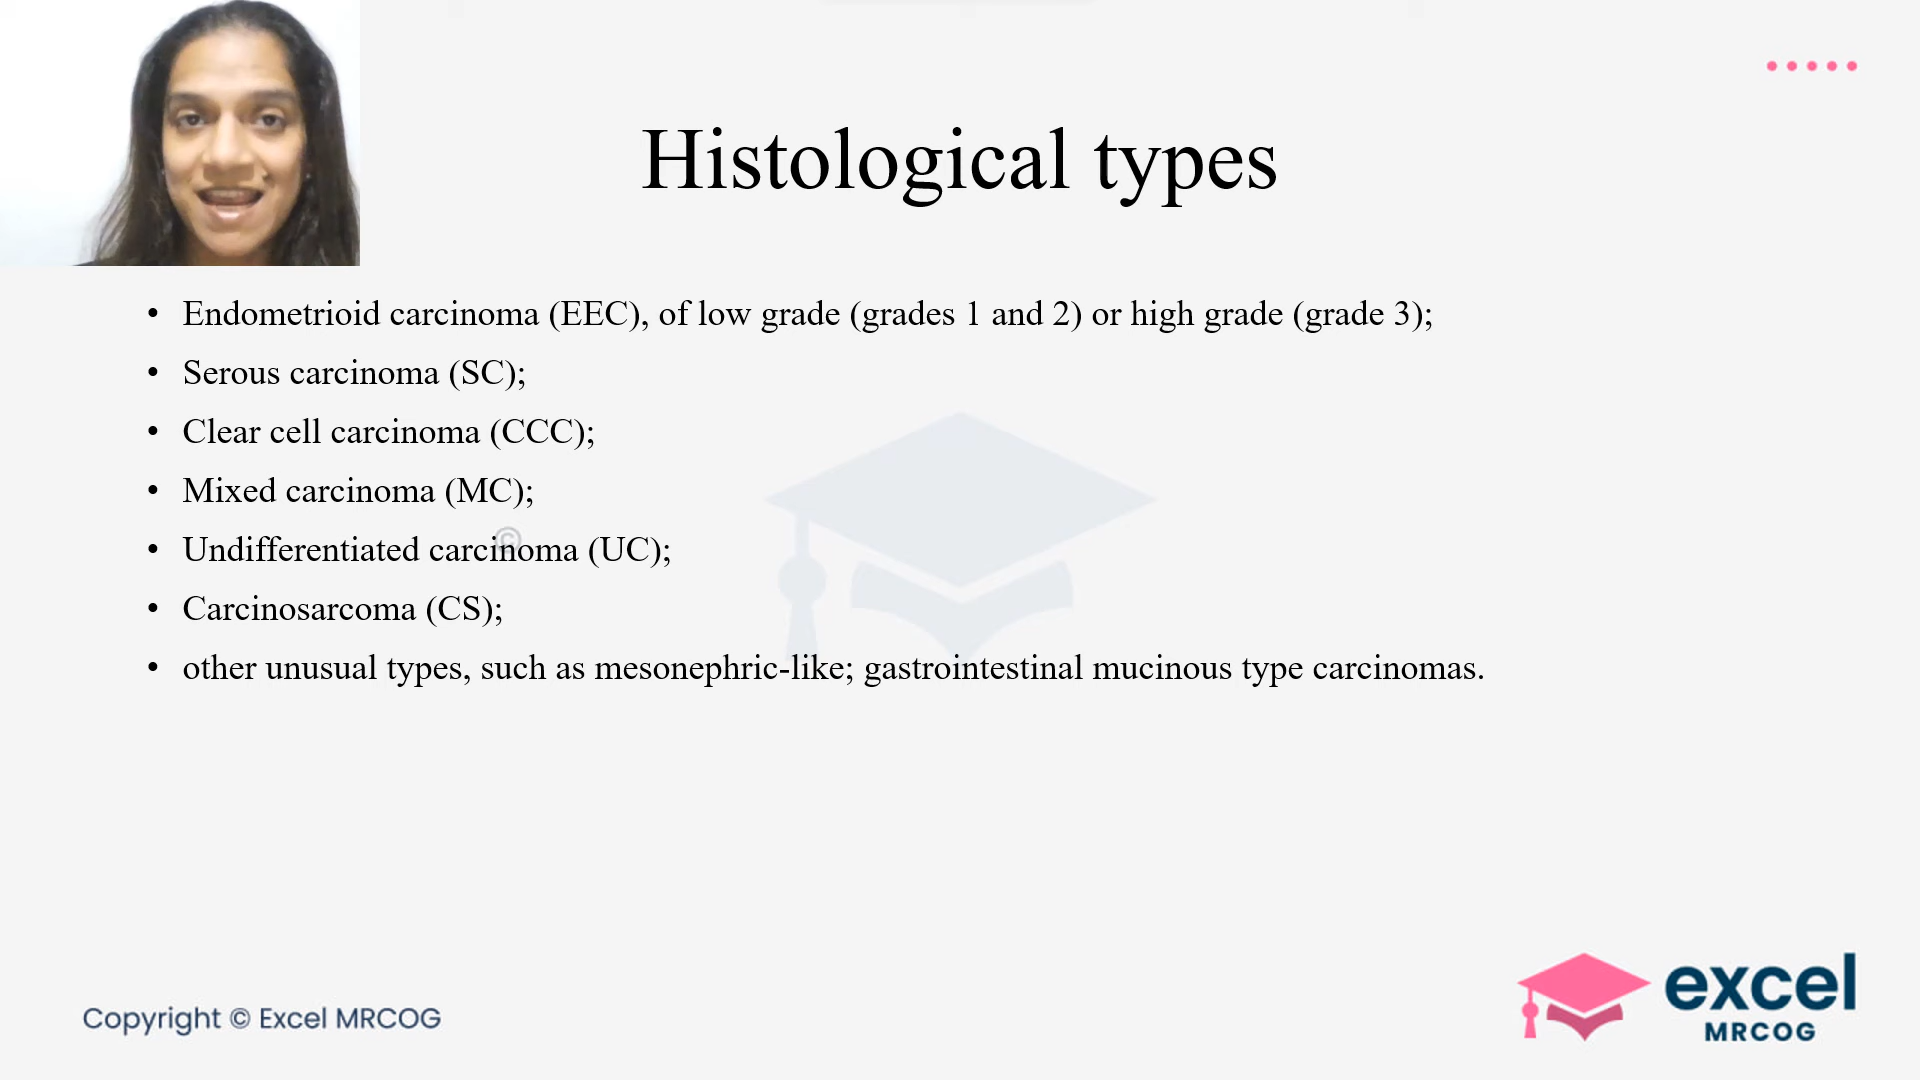 Histological types
• Endometrioid carcinoma (EEC), of low grade (grades 1 and 2) or high grade (grade 3);
• Serous carcinoma (SC);
• Clear cell carcinoma (CCC);
• Mixed carcinoma (MC);
• Undifferentiated carcinoma (UC);
• Carcinosarcoma (CS);
• other unusual types, such as mesonephric-like; gastrointestinal mucinous type carcinomas.
©
Copyright © Excel MRCOG
excel
MRCOG